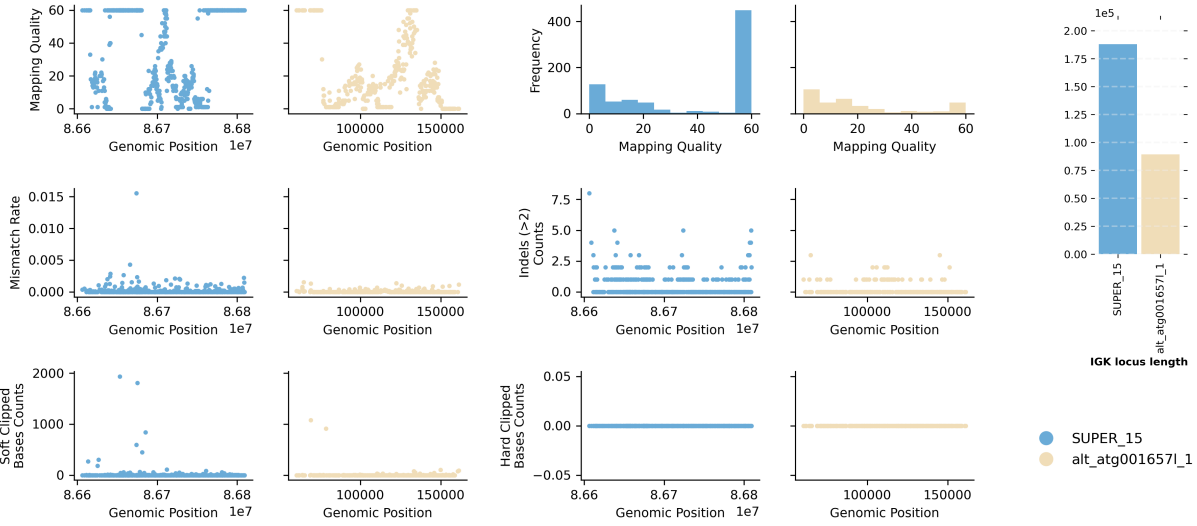 60
40
20
0
Mapping Quality
8.66
8.67
8.68
Genomic Position
1e7
100000
150000
Genomic Position
400
200
0
Frequency
0
20
40
60
Mapping Quality
0
20
40
60
Mapping Quality
1e5
2.00
1.75
1.50
1.25
1.00
0.75
0.50
0.25
0.00
SUPER_15
alt_atg001657l_1
IGK locus length
0.015
0.010
0.005
0.000
Mismatch Rate
8.66
8.67
8.68
Genomic Position
1e7
100000
150000
Genomic Position
7.5
5.0
2.5
0.0
Indels (>2)
Counts
8.66
8.67
8.68
Genomic Position
1e7
100000
150000
Genomic Position
2000
1000
0
Soft Clipped
Bases Counts
8.66
8.67
8.68
Genomic Position
1e7
100000
150000
Genomic Position
0.05
0.00
−0.05
Hard Clipped
Bases Counts
8.66
8.67
8.68
Genomic Position
1e7
100000
150000
Genomic Position
SUPER_15
alt_atg001657l_1